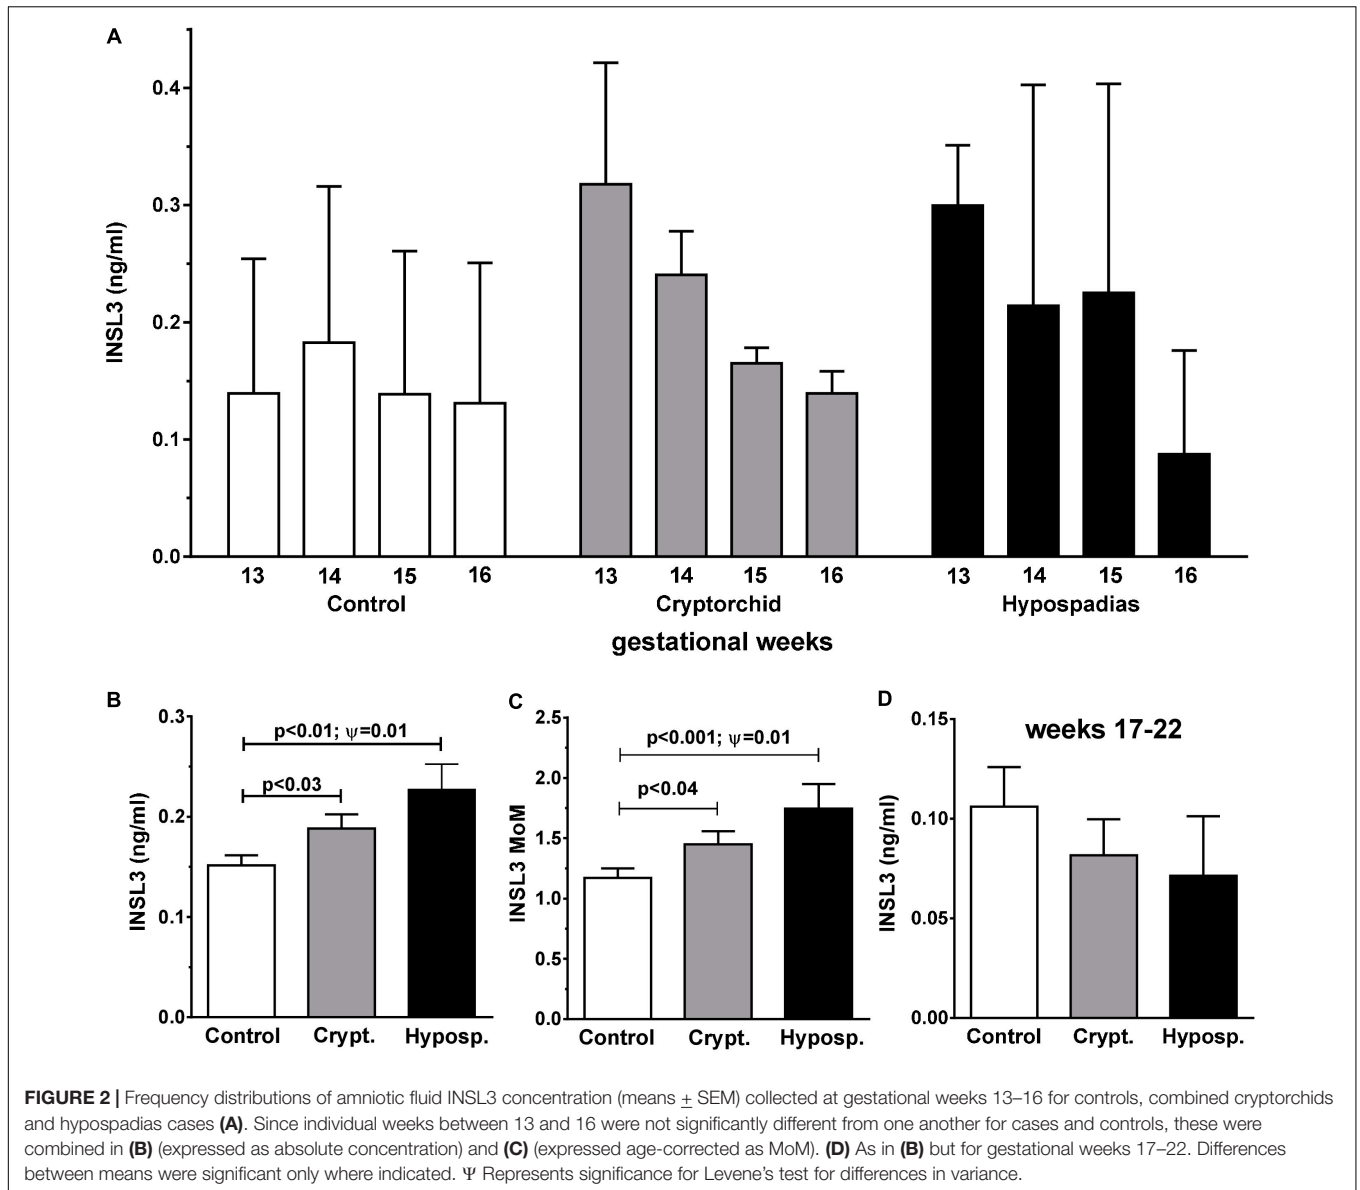 A
0.4
0.3
0.2
0.1
0.0
INSL3 (ng/ml)
13 14 15 16 13 14 15 16 13 14 15 16
Control Cryptorchid Hypospadias
gestational weeks
B
0.3
0.2
0.1
0.0
INSL3 (ng/ml)
p<0.01; ψ=0.01
p<0.03
Control Crypt. Hyposp.
C
2.5
2.0
1.5
1.0
0.5
0.0
INSL3 MoM
p<0.001; ψ=0.01
p<0.04
Control Crypt. Hyposp.
D
weeks 17-22
0.15
0.10
0.05
0.00
INSL3 (ng/ml)
Control Crypt. Hyposp.
FIGURE 2 | Frequency distributions of amniotic fluid INSL3 concentration (means ± SEM) collected at gestational weeks 13–16 for controls, combined cryptorchids
and hypospadias cases (A). Since individual weeks between 13 and 16 were not significantly different from one another for cases and controls, these were
combined in (B) (expressed as absolute concentration) and (C) (expressed age-corrected as MoM). (D) As in (B) but for gestational weeks 17–22. Differences
between means were significant only where indicated. Ψ Represents significance for Levene's test for differences in variance.